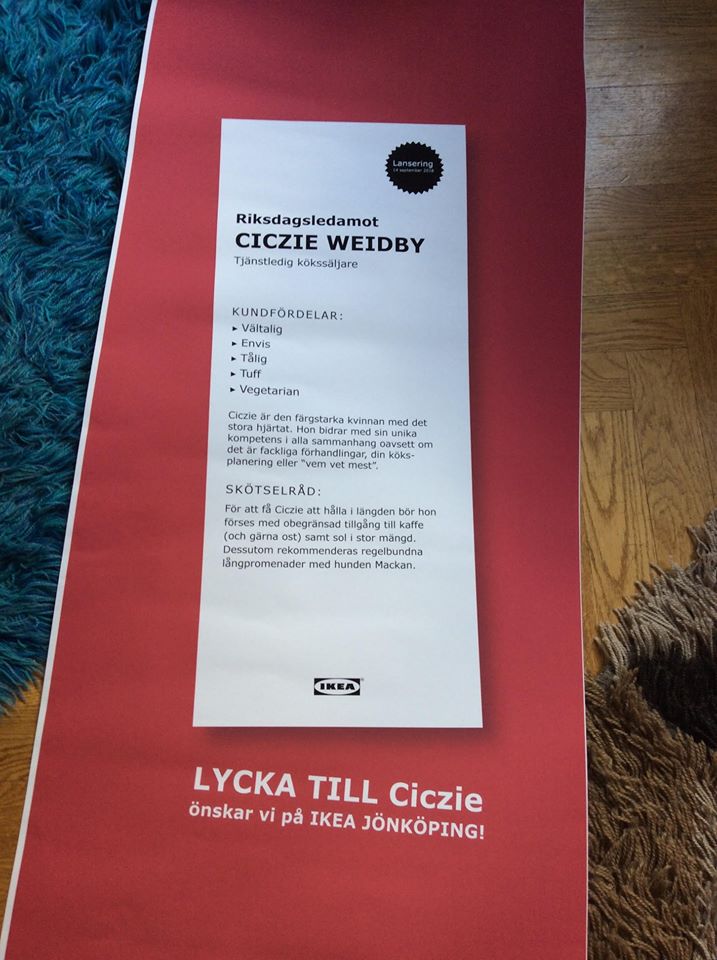 Lansering
14 september 2018
Riksdagsledamot
CICZIE WEIDBY
Tjänstledig kökssäljare
KUNDFÖRDELAR:
▸ Vältalig
▸ Envis
▸ Tålig
▸ Tuff
▸ Vegetarian
Ciczie är den färgstarka kvinnan med det
stora hjärtat. Hon bidrar med sin unika
kompetens i alla sammanhang oavsett om
det är fackliga förhandlingar, din köks-
planering eller "vem vet mest".
SKÖTSELRÅD:
För att få Ciczie att hålla i längden bör hon
förses med obegränsad tillgång till kaffe
(och gärna ost) samt sol i stor mängd.
Dessutom rekommenderas regelbundna
långpromenader med hunden Mackan.
IKEA®
LYCKA TILL Ciczie
önskar vi på IKEA JÖNKÖPING!